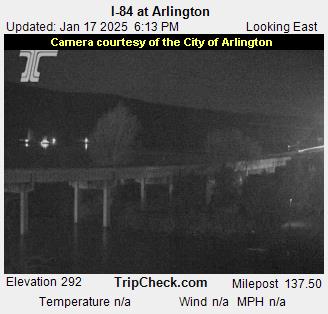 I-84 at Arlington
Updated: Jan 17 2025 6:13 PM Looking East
Camera courtesy of the City of Arlington
Elevation 292 TripCheck.com Milepost 137.50
Temperature n/a Wind n/a MPH n/a